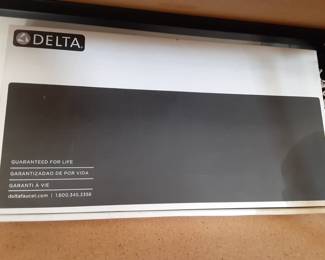 DELTA
GUARANTEED FOR LIFE
GARANTIZADAO DE POR VIDA
GARANTI À VIE
deltafaucet.com | 1.800.345.3358